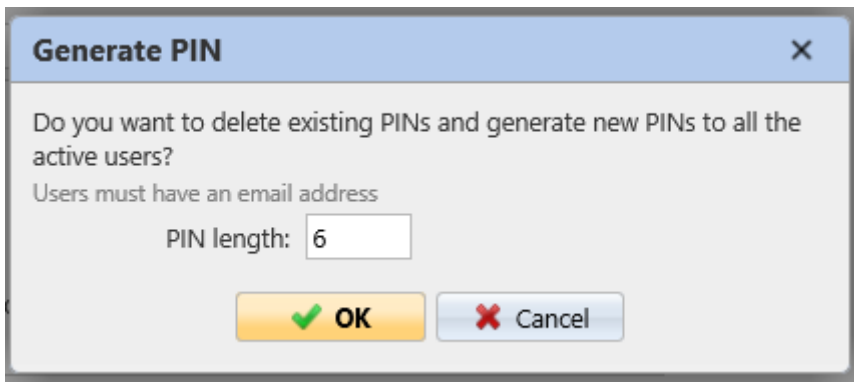 Generate PIN
Do you want to delete existing PINs and generate new PINs to all the
active users?
Users must have an email address
PIN length: 6
OK Cancel